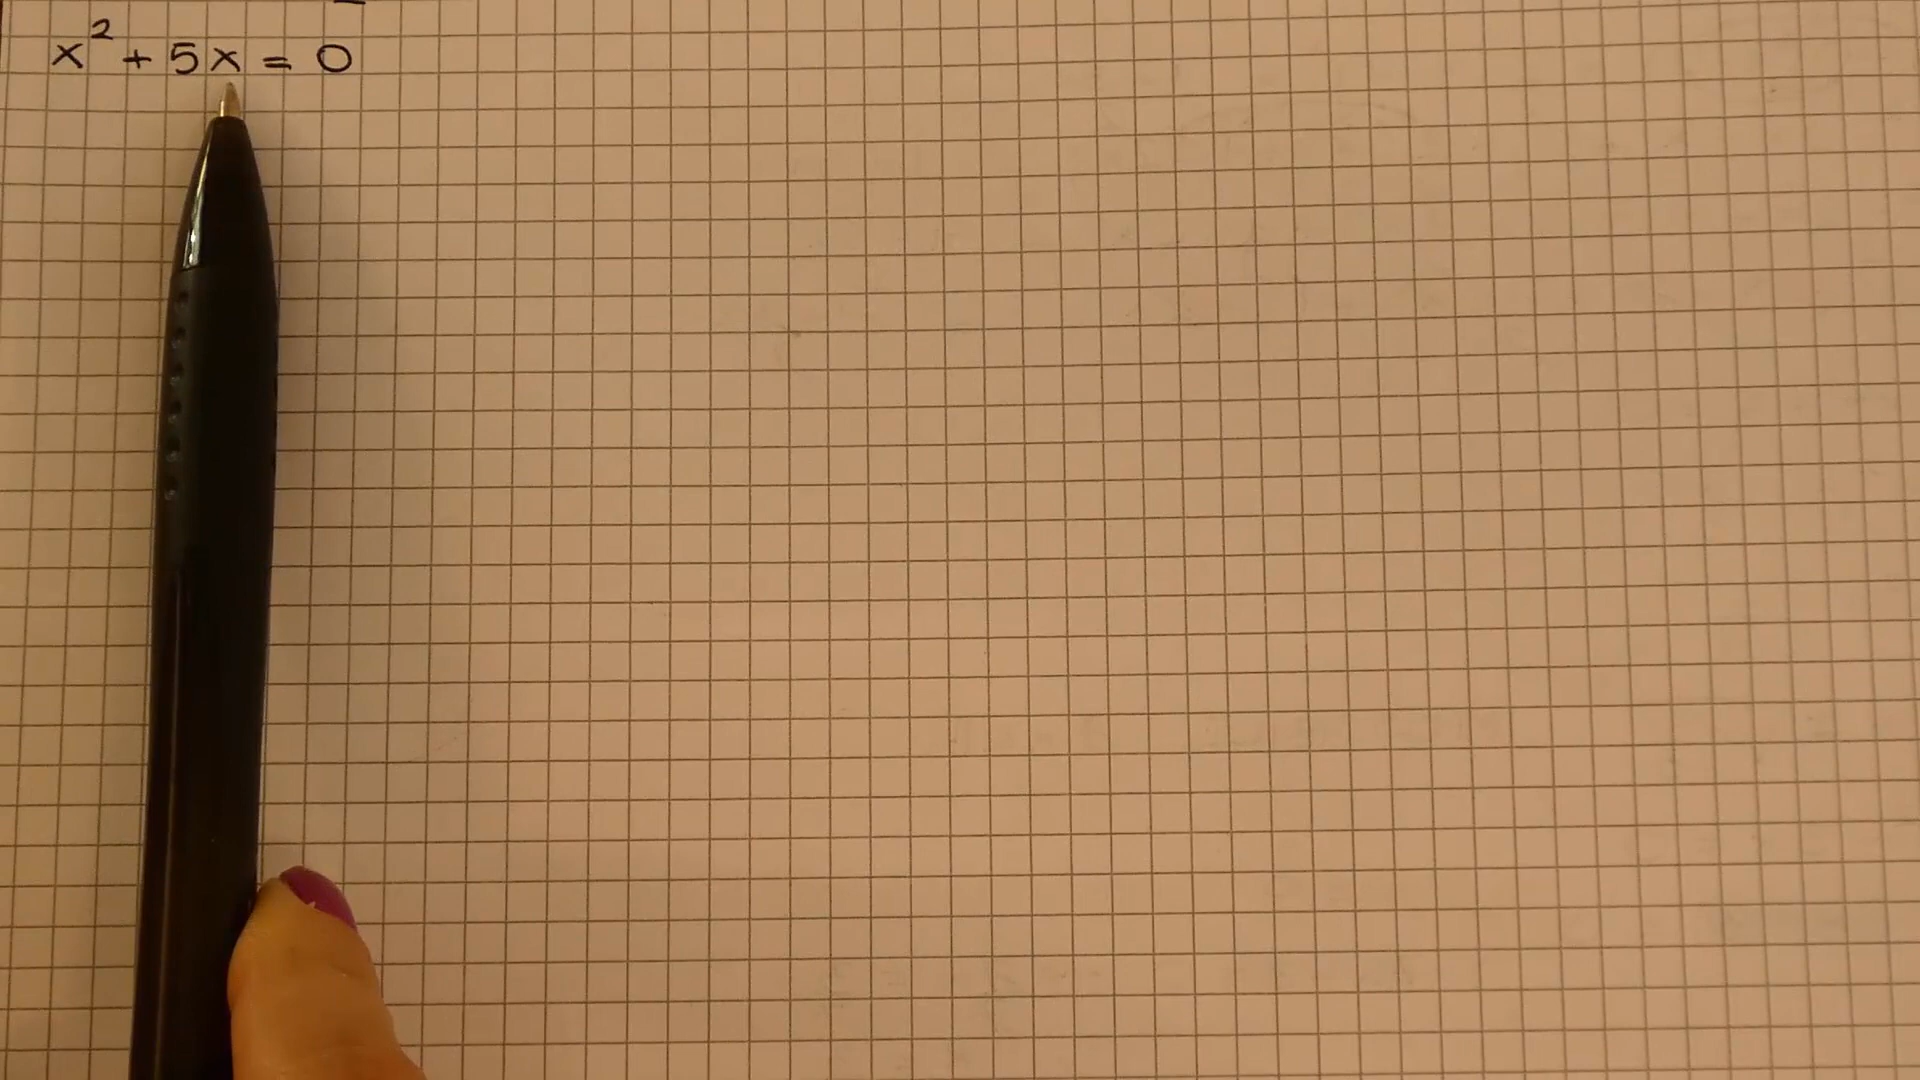 x² + 5x = 0